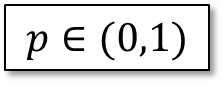 p ∈ (0,1)